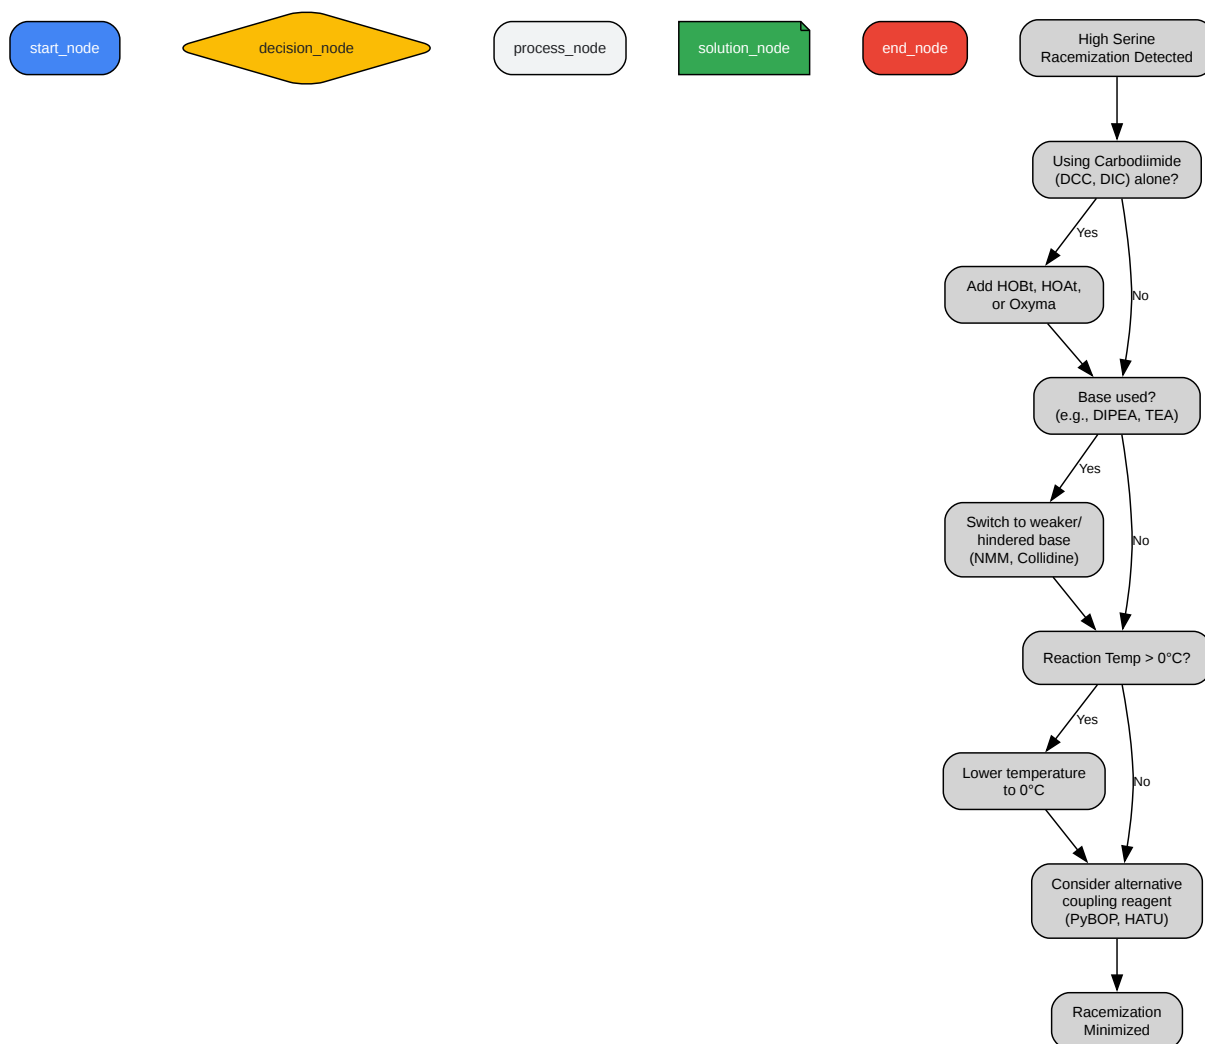 start_node
decision_node
process_node
solution_node
end_node
High Serine
Racemization Detected
Using Carbodiimide
(DCC, DIC) alone?
Yes
Add HOBt, HOAt,
or Oxyma
No
Base used?
(e.g., DIPEA, TEA)
Yes
Switch to weaker/
hindered base
(NMM, Collidine)
No
Reaction Temp > 0°C?
Yes
Lower temperature
to 0°C
No
Consider alternative
coupling reagent
(PyBOP, HATU)
Racemization
Minimized